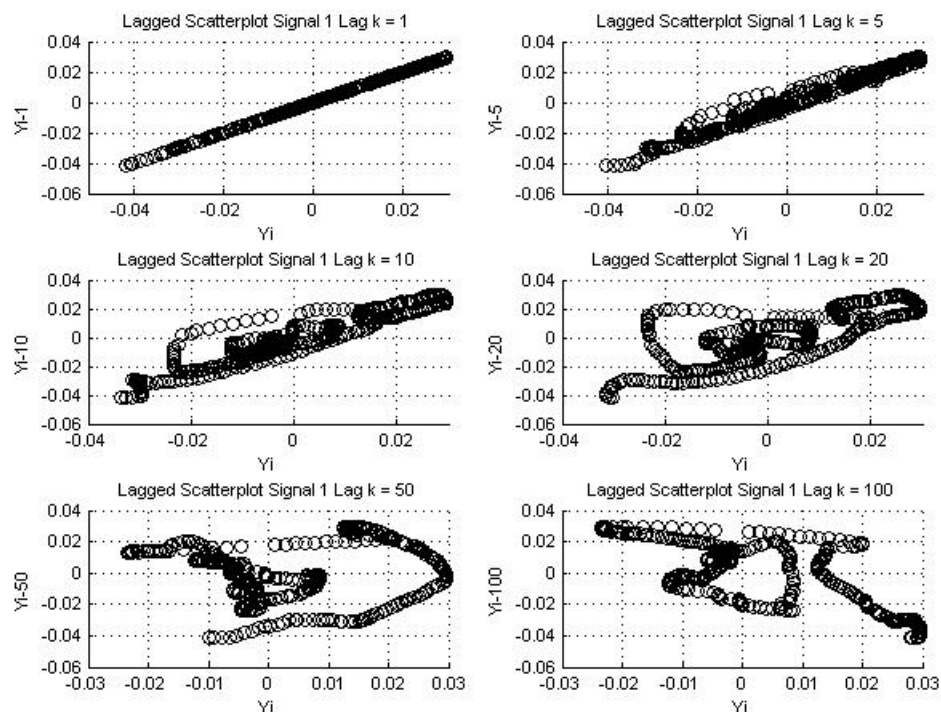 Lagged Scatterplot Signal 1 Lag k = 1
0.04
0.02
0
-0.02
-0.04
-0.06
Yi-1
-0.04 -0.02 0 0.02
Yi
Lagged Scatterplot Signal 1 Lag k = 5
0.04
0.02
0
-0.02
-0.04
-0.06
Yi-5
-0.04 -0.02 0 0.02
Yi
Lagged Scatterplot Signal 1 Lag k = 10
0.04
0.02
0
-0.02
-0.04
-0.06
Yi-10
-0.04 -0.02 0 0.02
Yi
Lagged Scatterplot Signal 1 Lag k = 20
0.04
0.02
0
-0.02
-0.04
-0.06
Yi-20
-0.04 -0.02 0 0.02
Yi
Lagged Scatterplot Signal 1 Lag k = 50
0.04
0.02
0
-0.02
-0.04
-0.06
Yi-50
-0.03 -0.02 -0.01 0 0.01 0.02 0.03
Yi
Lagged Scatterplot Signal 1 Lag k = 100
0.04
0.02
0
-0.02
-0.04
-0.06
Yi-100
-0.03 -0.02 -0.01 0 0.01 0.02 0.03
Yi